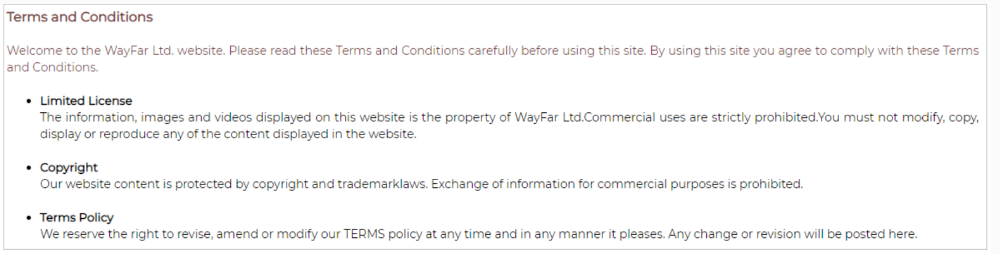 Terms and Conditions
Welcome to the WayFar Ltd. website. Please read these Terms and Conditions carefully before using this site. By using this site you agree to comply with these Terms
and Conditions.
• Limited License
The information, images and videos displayed on this website is the property of WayFar Ltd.Commercial uses are strictly prohibited.You must not modify, copy,
display or reproduce any of the content displayed in the website.
• Copyright
Our website content is protected by copyright and trademarklaws. Exchange of information for commercial purposes is prohibited.
• Terms Policy
We reserve the right to revise, amend or modify our TERMS policy at any time and in any manner it pleases. Any change or revision will be posted here.